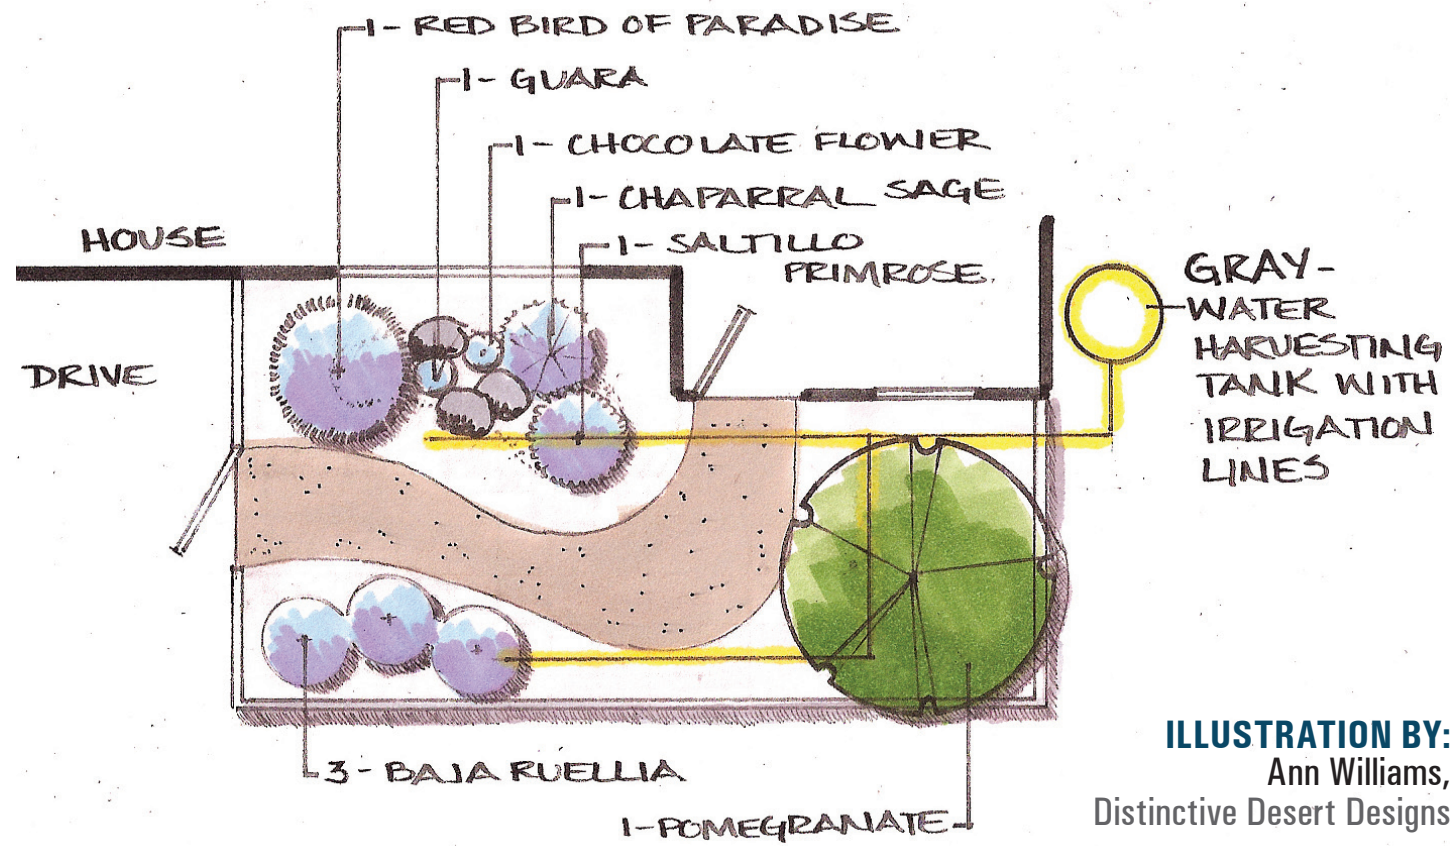 1- RED BIRD OF PARADISE
1- GUARA
1- CHOCOLATE FLOWER
1- CHAPARRAL SAGE
1- SALTILLO
PRIMROSE.
HOUSE
DRIVE
GRAY-
WATER
HARVESTING
TANK WITH
IRRIGATION
LINES
3- BAJA RUELLIA
1- POMEGRANATE
ILLUSTRATION BY:
Ann Williams,
Distinctive Desert Designs